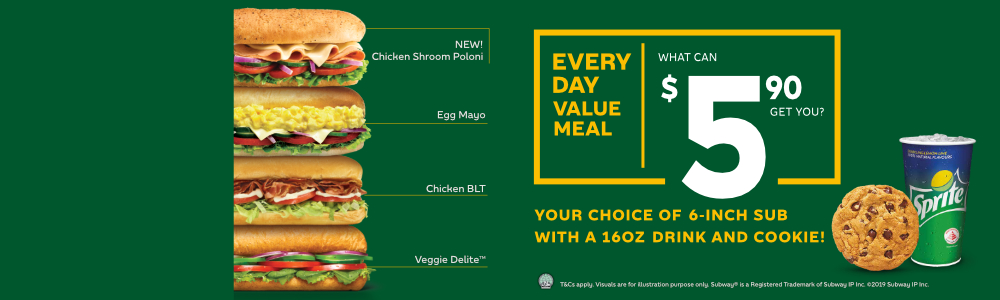 NEW!
Chicken Shroom Poloni
Egg Mayo
Chicken BLT
Veggie Delite™
EVERY
DAY
VALUE
MEAL
WHAT CAN
$5.90
GET YOU?
YOUR CHOICE OF 6-INCH SUB
WITH A 16OZ DRINK AND COOKIE!
Sprite
T&Cs apply. Visuals are for illustration purpose only. Subway® is a Registered Trademark of Subway IP Inc. ©2019 Subway IP Inc.